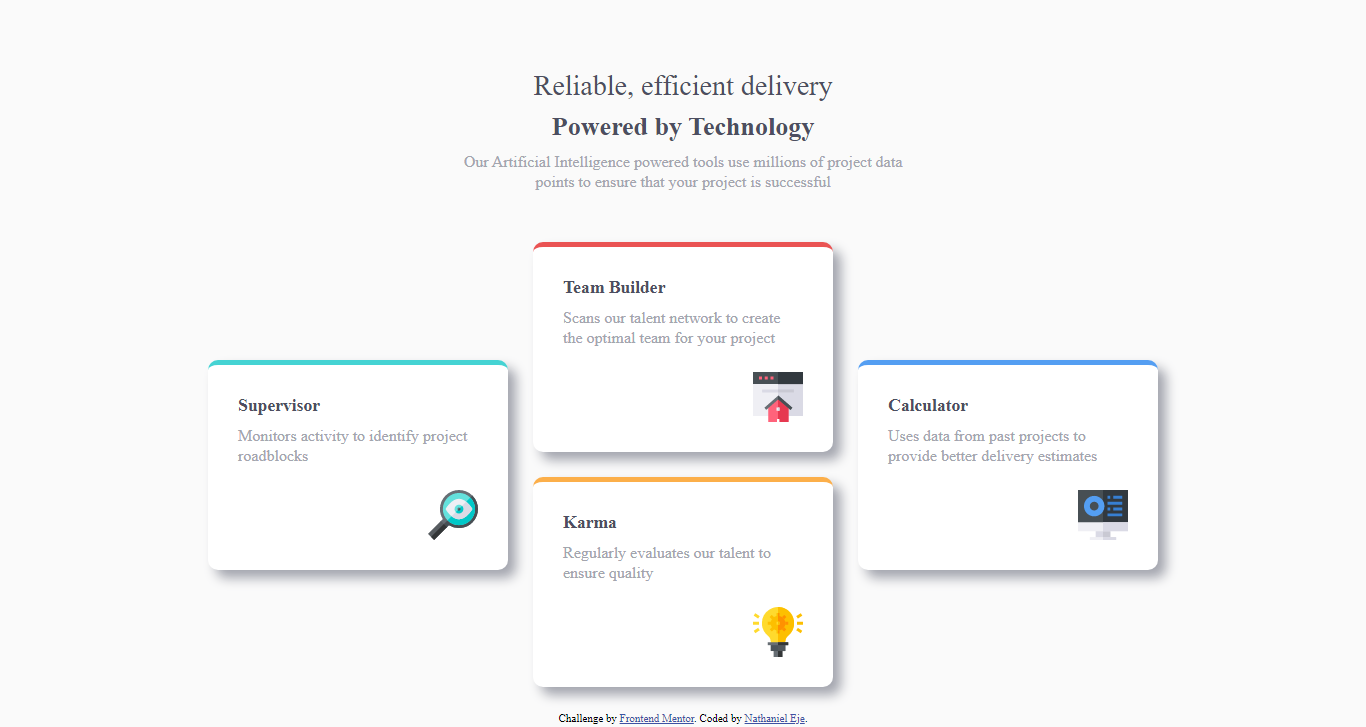 Reliable, efficient delivery
Powered by Technology
Our Artificial Intelligence powered tools use millions of project data
points to ensure that your project is successful
Team Builder
Scans our talent network to create
the optimal team for your project
Supervisor
Monitors activity to identify project
roadblocks
Calculator
Uses data from past projects to
provide better delivery estimates
Karma
Regularly evaluates our talent to
ensure quality
Challenge by Frontend Mentor. Coded by Nathaniel Eje.